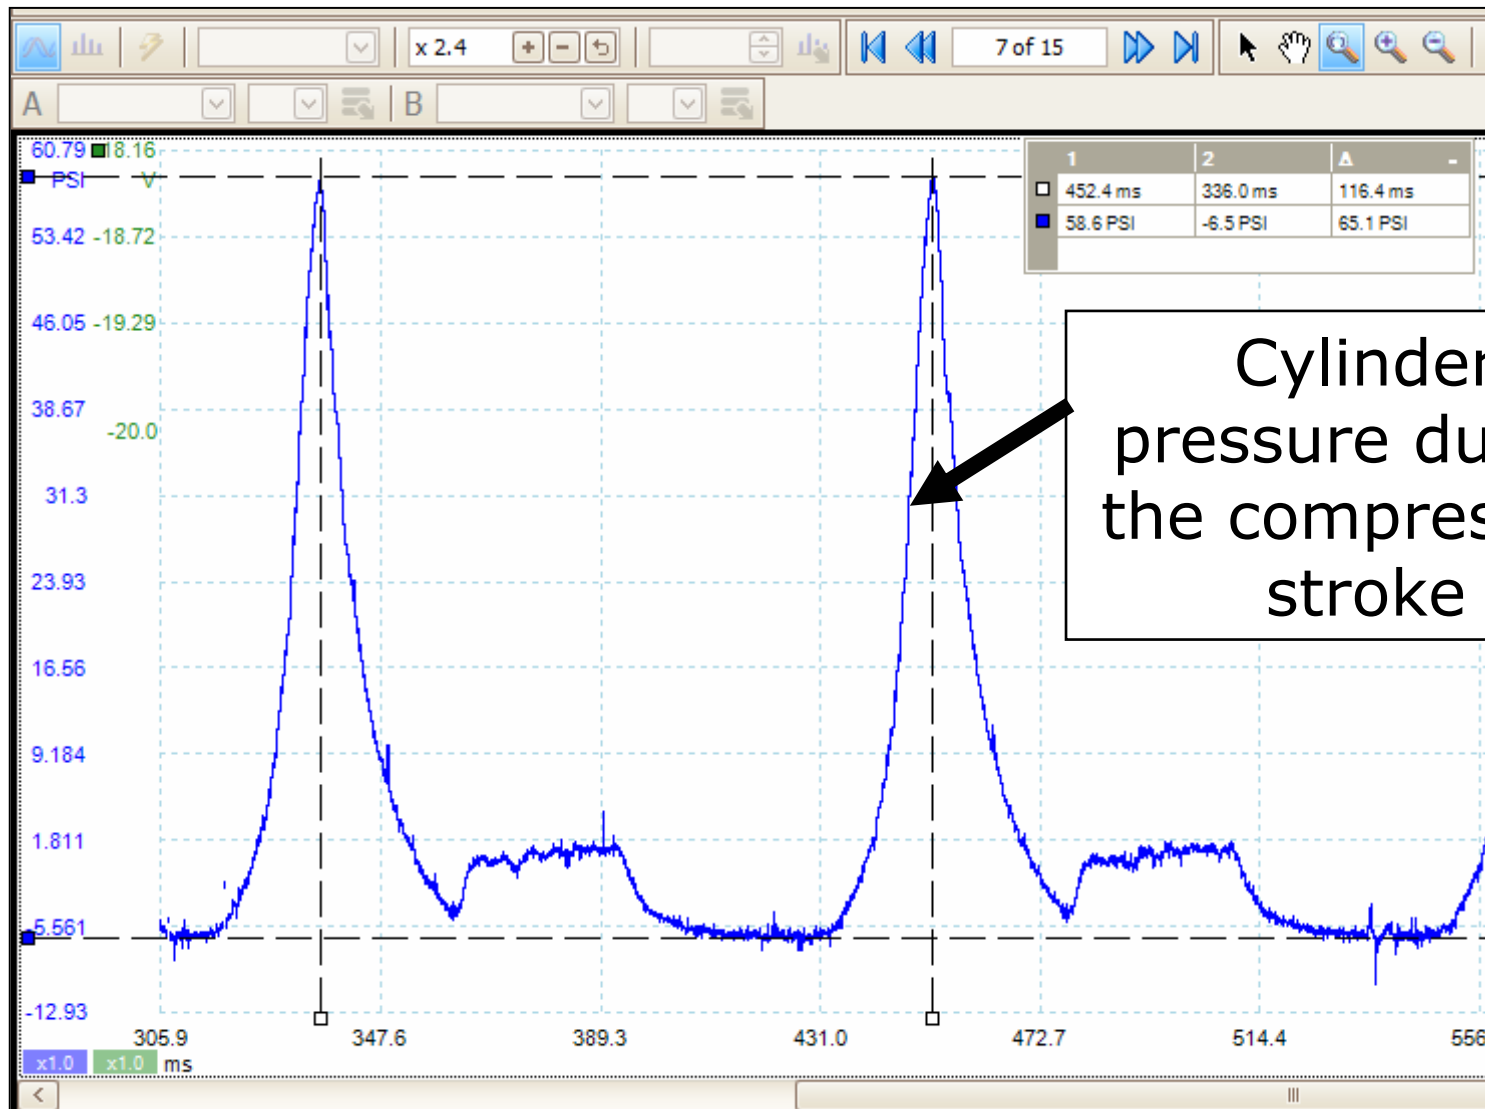 x 2.4
7 of 15
A
B
60.79 18.16
PSI V
1 2 Δ -
452.4 ms 336.0 ms 116.4 ms
58.6 PSI -6.5 PSI 65.1 PSI
53.42 -18.72
46.05 -19.29
38.67
-20.0
31.3
23.93
16.56
9.184
1.811
-5.561
-12.93
Cylinder
pressure du
the compres
stroke
305.9 347.6 389.3 431.0 472.7 514.4 556
x1.0 x1.0 ms